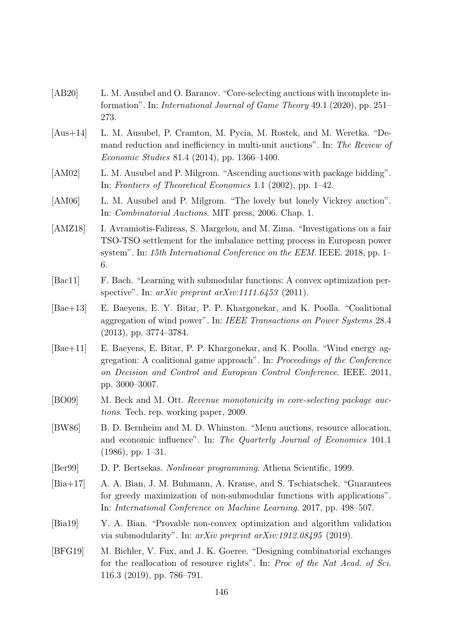 [AB20] L. M. Ausubel and O. Baranov. “Core-selecting auctions with incomplete in-
formation”. In: International Journal of Game Theory 49.1 (2020), pp. 251–
273.
[Aus+14] L. M. Ausubel, P. Cramton, M. Pycia, M. Rostek, and M. Weretka. “De-
mand reduction and inefficiency in multi-unit auctions”. In: The Review of
Economic Studies 81.4 (2014), pp. 1366–1400.
[AM02] L. M. Ausubel and P. Milgrom. “Ascending auctions with package bidding”.
In: Frontiers of Theoretical Economics 1.1 (2002), pp. 1–42.
[AM06] L. M. Ausubel and P. Milgrom. “The lovely but lonely Vickrey auction”.
In: Combinatorial Auctions. MIT press, 2006. Chap. 1.
[AMZ18] I. Avramiotis-Falireas, S. Margelou, and M. Zima. “Investigations on a fair
TSO-TSO settlement for the imbalance netting process in European power
system”. In: 15th International Conference on the EEM. IEEE. 2018, pp. 1–
6.
[Bac11] F. Bach. “Learning with submodular functions: A convex optimization per-
spective”. In: arXiv preprint arXiv:1111.6453 (2011).
[Bae+13] E. Baeyens, E. Y. Bitar, P. P. Khargonekar, and K. Poolla. “Coalitional
aggregation of wind power”. In: IEEE Transactions on Power Systems 28.4
(2013), pp. 3774–3784.
[Bae+11] E. Baeyens, E. Bitar, P. P. Khargonekar, and K. Poolla. “Wind energy ag-
gregation: A coalitional game approach”. In: Proceedings of the Conference
on Decision and Control and European Control Conference. IEEE. 2011,
pp. 3000–3007.
[BO09] M. Beck and M. Ott. Revenue monotonicity in core-selecting package auc-
tions. Tech. rep. working paper, 2009.
[BW86] B. D. Bernheim and M. D. Whinston. “Menu auctions, resource allocation,
and economic influence”. In: The Quarterly Journal of Economics 101.1
(1986), pp. 1–31.
[Ber99] D. P. Bertsekas. Nonlinear programming. Athena Scientific, 1999.
[Bia+17] A. A. Bian, J. M. Buhmann, A. Krause, and S. Tschiatschek. “Guarantees
for greedy maximization of non-submodular functions with applications”.
In: International Conference on Machine Learning. 2017, pp. 498–507.
[Bia19] Y. A. Bian. “Provable non-convex optimization and algorithm validation
via submodularity”. In: arXiv preprint arXiv:1912.08495 (2019).
[BFG19] M. Bichler, V. Fux, and J. K. Goeree. “Designing combinatorial exchanges
for the reallocation of resource rights”. In: Proc of the Nat Acad. of Sci.
116.3 (2019), pp. 786–791.
146